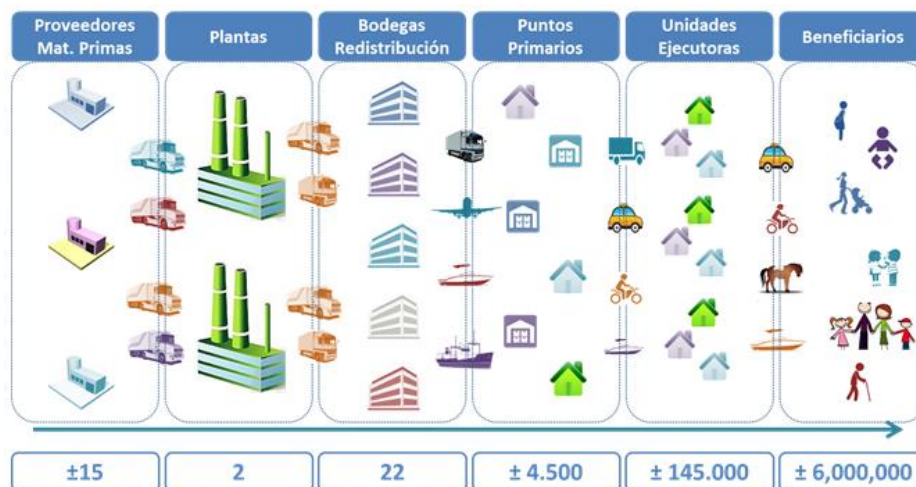 Proveedores
Mat. Primas
Plantas
Bodegas
Redistribución
Puntos
Primarios
Unidades
Ejecutoras
Beneficiarios
±15
2
22
± 4.500
± 145.000
± 6,000,000